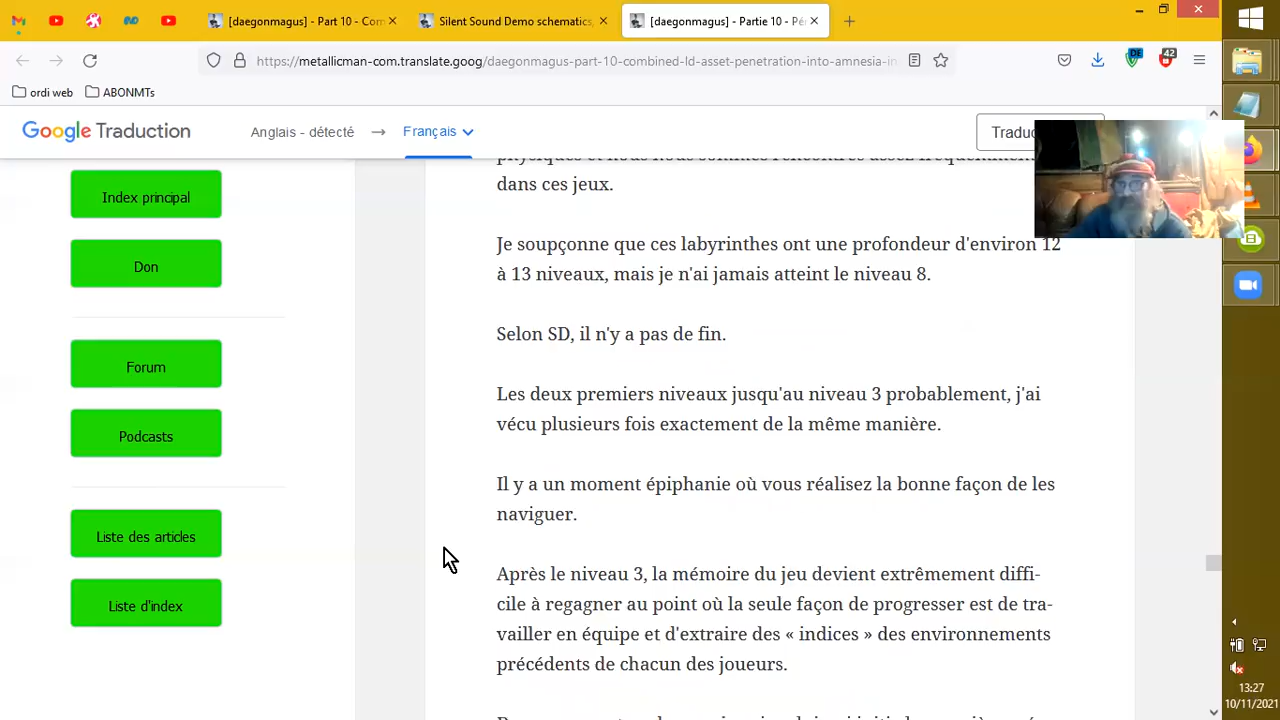 [daegonmagus] - Part 10 - Con
Silent Sound Demo schematics,
[daegonmagus] - Partie 10 - Pé
https://metallicman-com.translate.goog/daegonmagus-part-10-combined-ld-asset-penetration-into-amnesia-in
DE
42
ordi web
ABONMTs
Google Traduction
Anglais - détecté
Français
Index principal
Don
Forum
Podcasts
Liste des articles
Liste d'index
dans ces jeux.
Je soupçonne que ces labyrinthes ont une profondeur d'environ 12
à 13 niveaux, mais je n'ai jamais atteint le niveau 8.
Selon SD, il n'y a pas de fin.
Les deux premiers niveaux jusqu'au niveau 3 probablement, j'ai
vécu plusieurs fois exactement de la même manière.
Il y a un moment épiphanie où vous réalisez la bonne façon de les
naviguer.
Après le niveau 3, la mémoire du jeu devient extrêmement diffi-
cile à regagner au point où la seule façon de progresser est de tra-
vailler en équipe et d'extraire des « indices » des environnements
précédents de chacun des joueurs.
13:27
10/11/2021